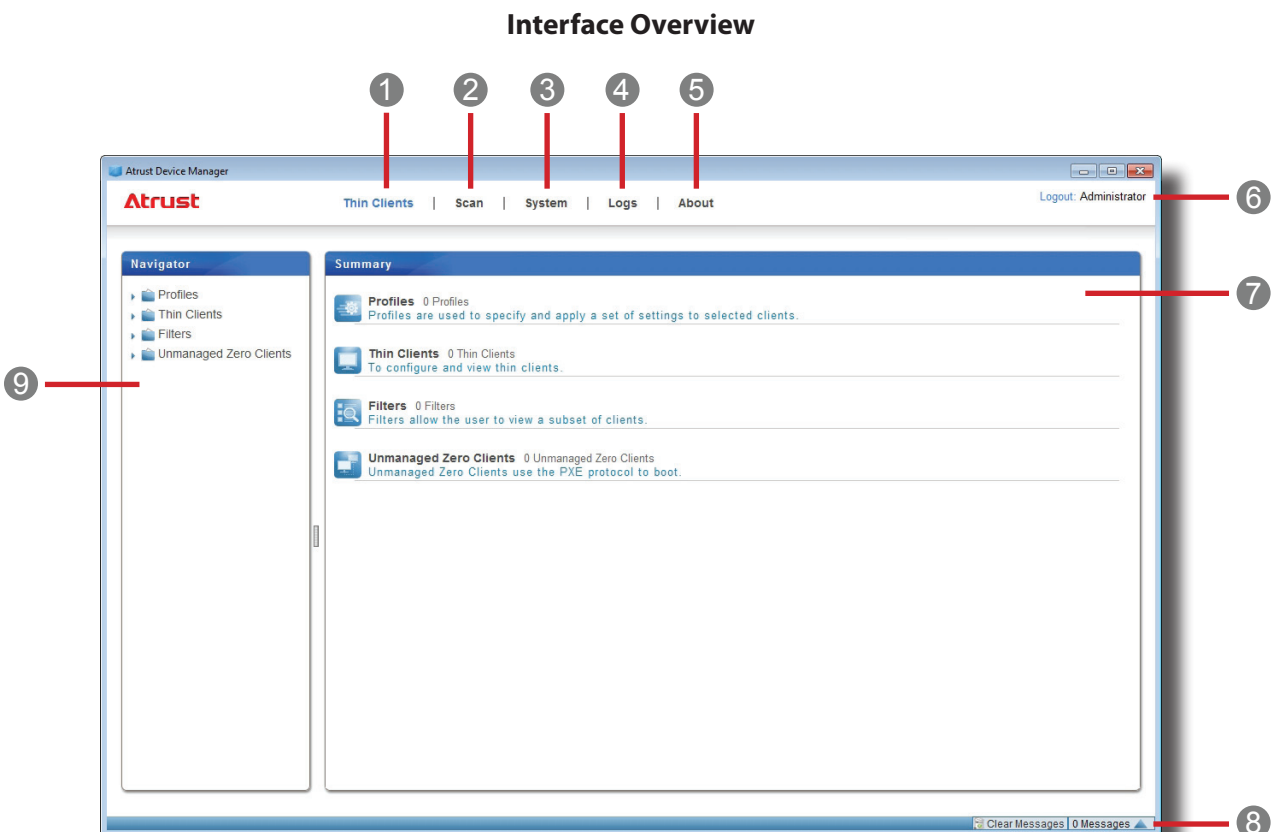 Interface Overview
1 2 3 4 5
Atrust Device Manager
Atrust
Thin Clients | Scan | System | Logs | About
Logout: Administrator
6
Navigator
Profiles
Thin Clients
Filters
Unmanaged Zero Clients
9
Summary
7
Profiles 0 Profiles
Profiles are used to specify and apply a set of settings to selected clients.
Thin Clients 0 Thin Clients
To configure and view thin clients.
Filters 0 Filters
Filters allow the user to view a subset of clients.
Unmanaged Zero Clients 0 Unmanaged Zero Clients
Unmanaged Zero Clients use the PXE protocol to boot.
Clear Messages 0 Messages
8